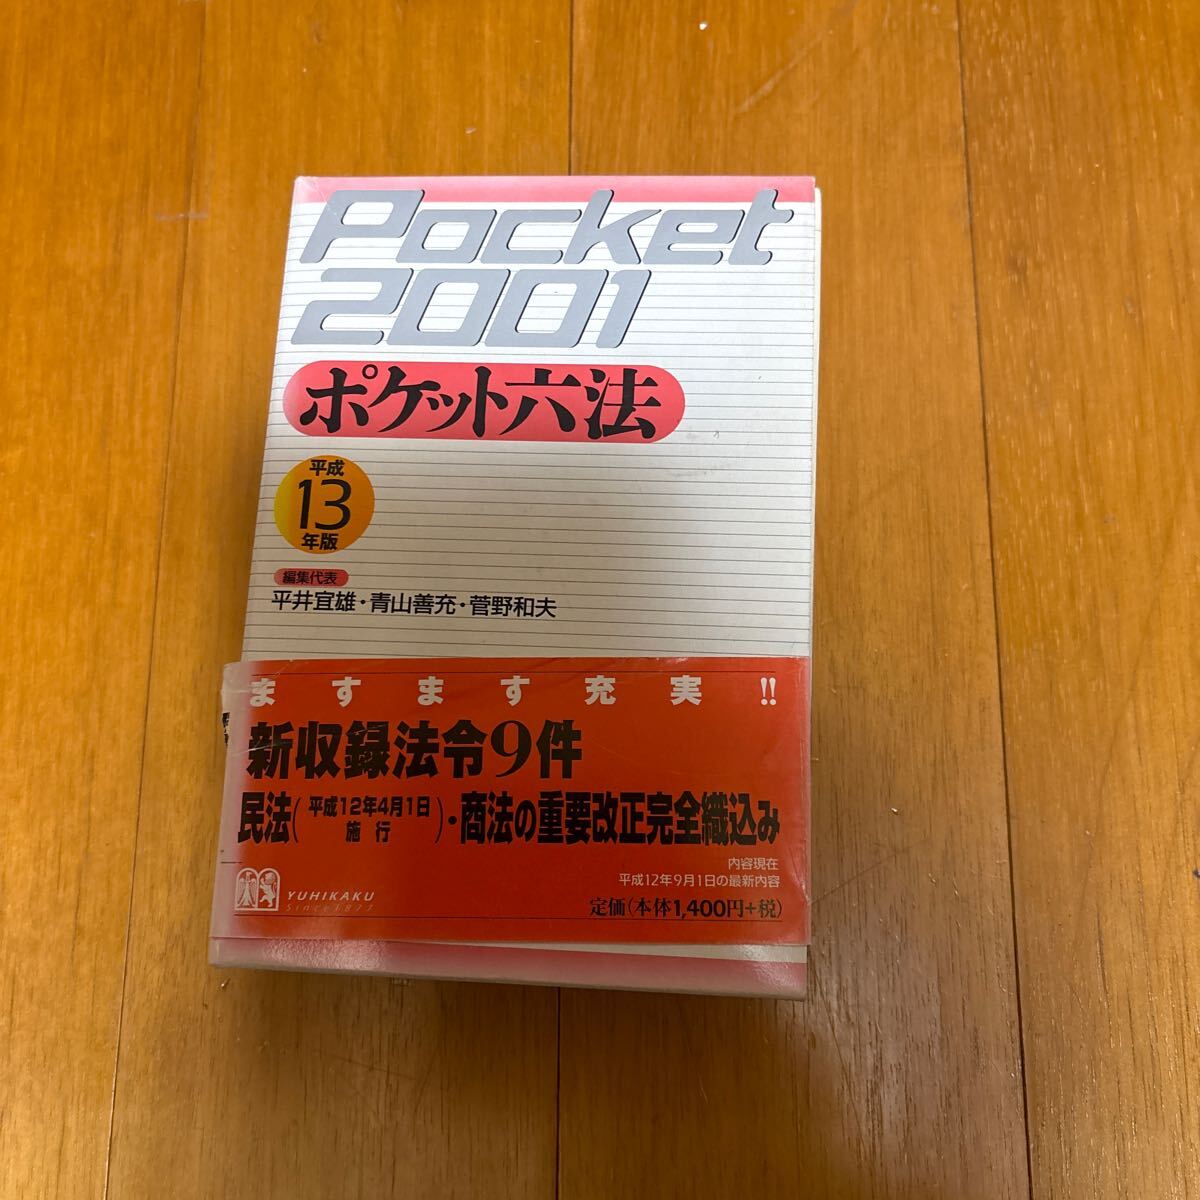 Pocket
2001
ポケット六法
平成
13
年版
編集代表
平井宜雄・青山善充・菅野和夫
ますます充実!!
新収録法令9件
民法(平成12年4月1日施行)・商法の重要改正完全織込み
内容現在
平成12年9月1日の最新内容
YUHIKAKU
Since1877
定価(本体1,400円+税)